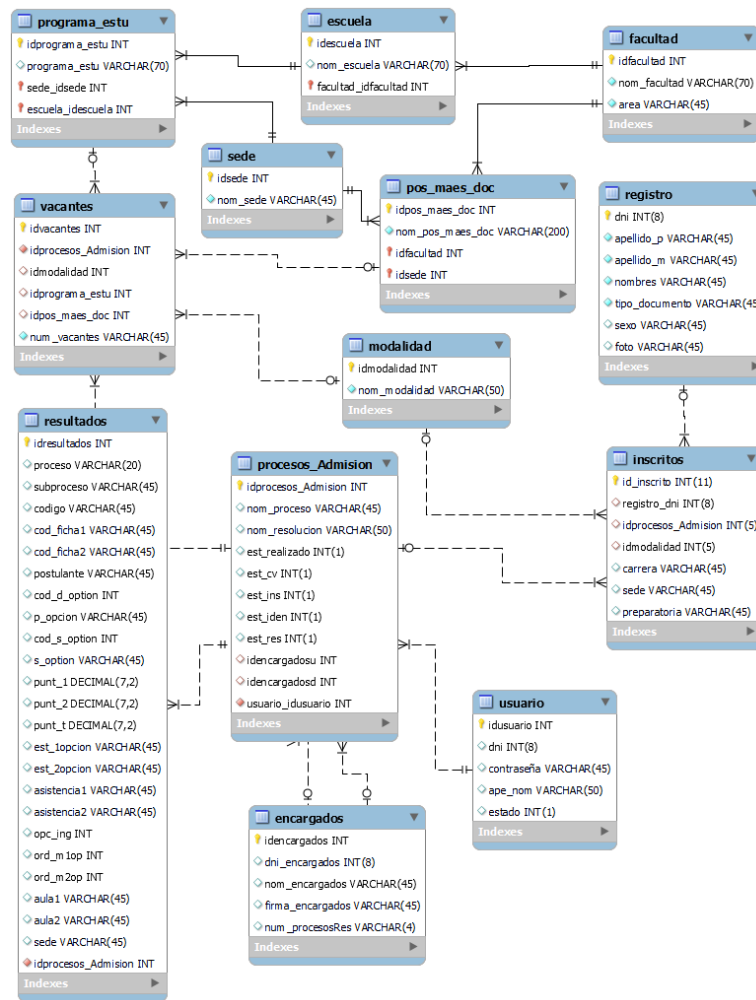 programa_estu
idprograma_estu INT
programa_estu VARCHAR(70)
sede_idsede INT
escuela_idescuela INT
Indexes
escuela
idescuela INT
nom_escuela VARCHAR(70)
facultad_idfacultad INT
Indexes
facultad
idfacultad INT
nom_facultad VARCHAR(70)
area VARCHAR(45)
Indexes
sede
idsede INT
nom_sede VARCHAR(45)
Indexes
pos_maes_doc
idpos_maes_doc INT
nom_pos_maes_doc VARCHAR(200)
idfacultad INT
idsede INT
Indexes
registro
dni INT(8)
apellido_p VARCHAR(45)
apellido_m VARCHAR(45)
nombres VARCHAR(45)
tipo_documento VARCHAR(45
sexo VARCHAR(45)
foto VARCHAR(45)
Indexes
vacantes
idvacantes INT
idprocesos_Admision INT
idmodalidad INT
idprograma_estu INT
idpos_maes_doc INT
num_vacantes VARCHAR(45)
Indexes
modalidad
idmodalidad INT
nom_modalidad VARCHAR(50)
Indexes
resultados
idresultados INT
proceso VARCHAR(20)
subproceso VARCHAR(45)
codigo VARCHAR(45)
cod_ficha1 VARCHAR(45)
cod_ficha2 VARCHAR(45)
postulante VARCHAR(45)
cod_d_option INT
p_opcion VARCHAR(45)
cod_s_option INT
s_option VARCHAR(45)
punt_1 DECIMAL(7,2)
punt_2 DECIMAL(7,2)
punt_t DECIMAL(7,2)
est_1opcion VARCHAR(45)
est_2opcion VARCHAR(45)
asistencia1 VARCHAR(45)
asistencia2 VARCHAR(45)
opc_ing INT
ord_m1op INT
ord_m2op INT
aula1 VARCHAR(45)
aula2 VARCHAR(45)
sede VARCHAR(45)
idprocesos_Admision INT
Indexes
procesos_Admision
idprocesos_Admision INT
nom_proceso VARCHAR(45)
nom_resolucion VARCHAR(50)
est_realizado INT(1)
est_cv INT(1)
est_ins INT(1)
est_iden INT(1)
est_res INT(1)
idencargadosu INT
idencargadosd INT
usuario_idusuario INT
Indexes
inscritos
id_inscrito INT(11)
registro_dni INT(8)
idprocesos_Admision INT(5)
idmodalidad INT(5)
carrera VARCHAR(45)
sede VARCHAR(45)
preparatoria VARCHAR(45)
Indexes
usuario
idusuario INT
dni INT(8)
contraseña VARCHAR(45)
ape_nom VARCHAR(50)
estado INT(1)
Indexes
encargados
idencargados INT
dni_encargados INT(8)
nom_encargados VARCHAR(45)
firma_encargados VARCHAR(45)
num_procesosRes VARCHAR(4)
Indexes